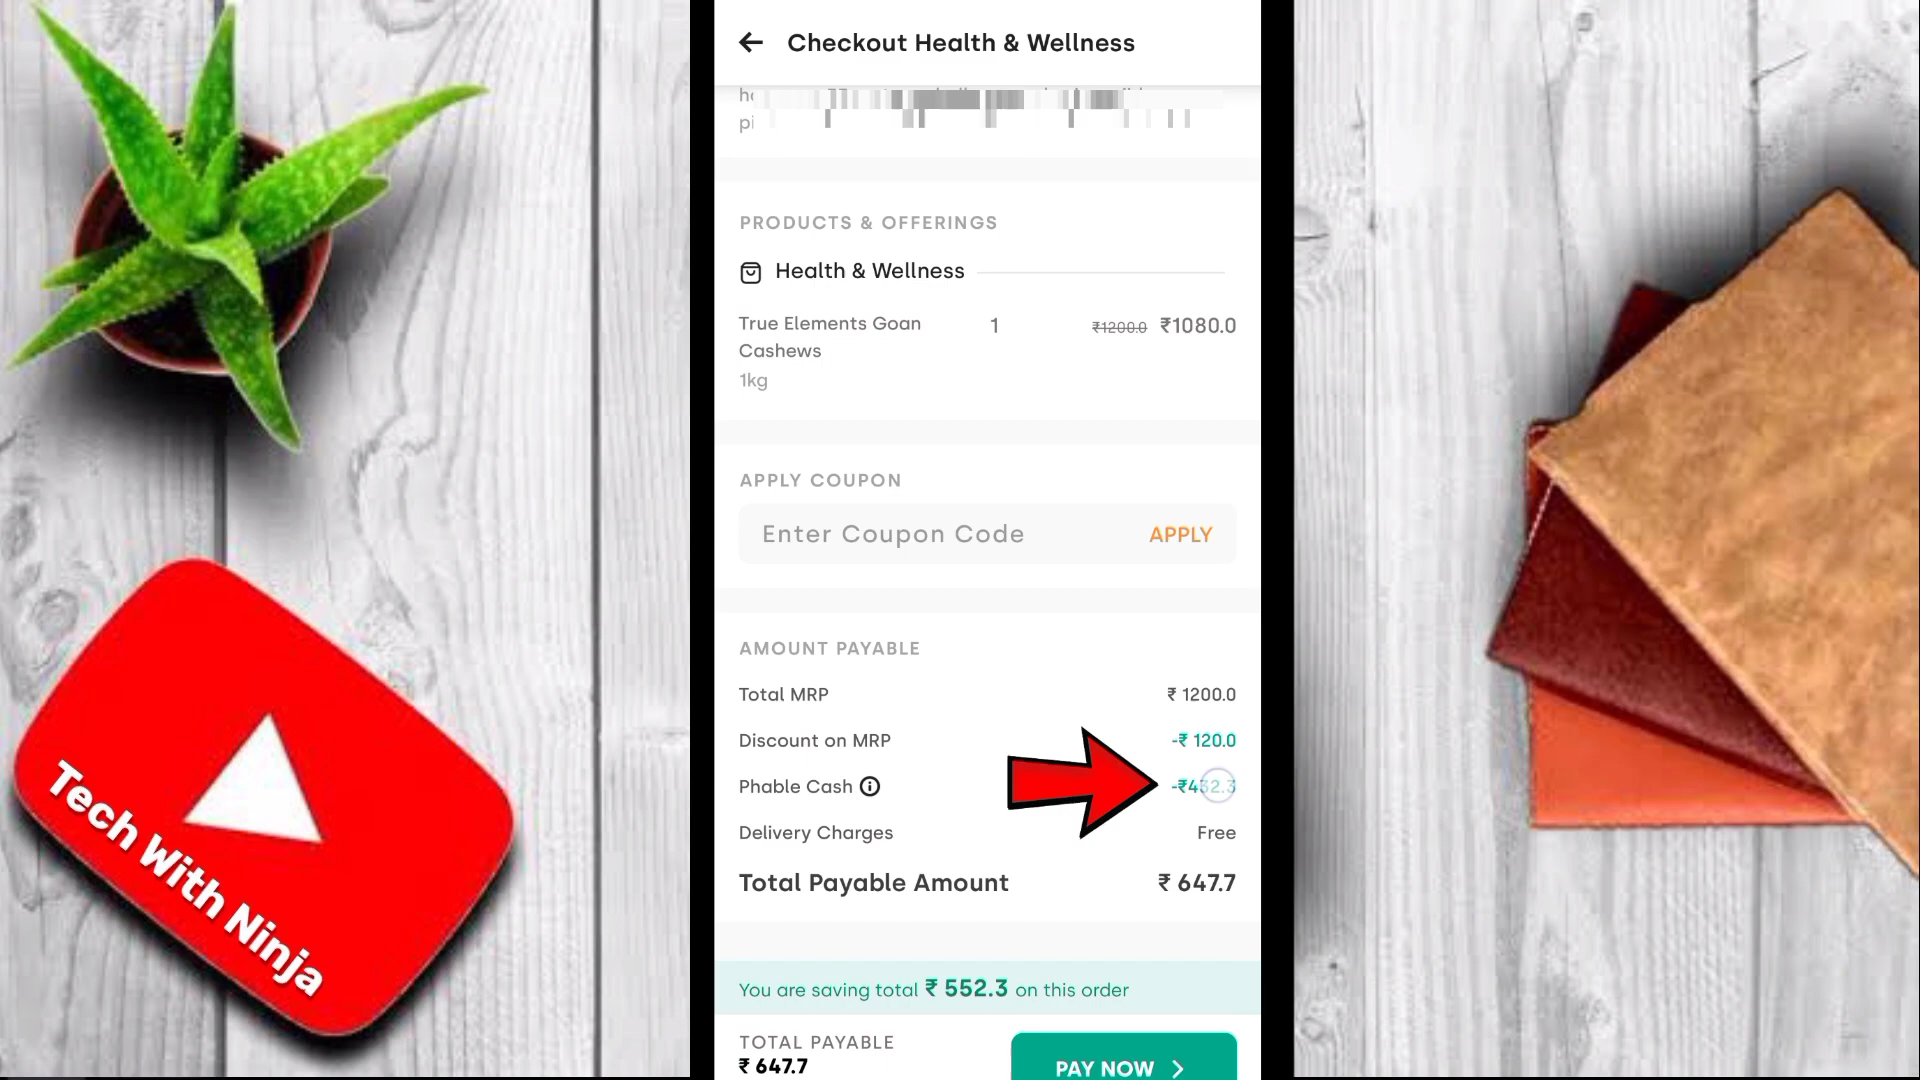 Checkout Health & Wellness
PRODUCTS & OFFERINGS
Health & Wellness
True Elements Goan 1 ₹1200.0 ₹1080.0
Cashews
1kg
APPLY COUPON
Enter Coupon Code APPLY
AMOUNT PAYABLE
Total MRP ₹ 1200.0
Discount on MRP -₹ 120.0
Phable Cash -₹432.3
Delivery Charges Free
Total Payable Amount ₹ 647.7
You are saving total ₹ 552.3 on this order
TOTAL PAYABLE
₹ 647.7
PAY NOW
Tech With Ninja